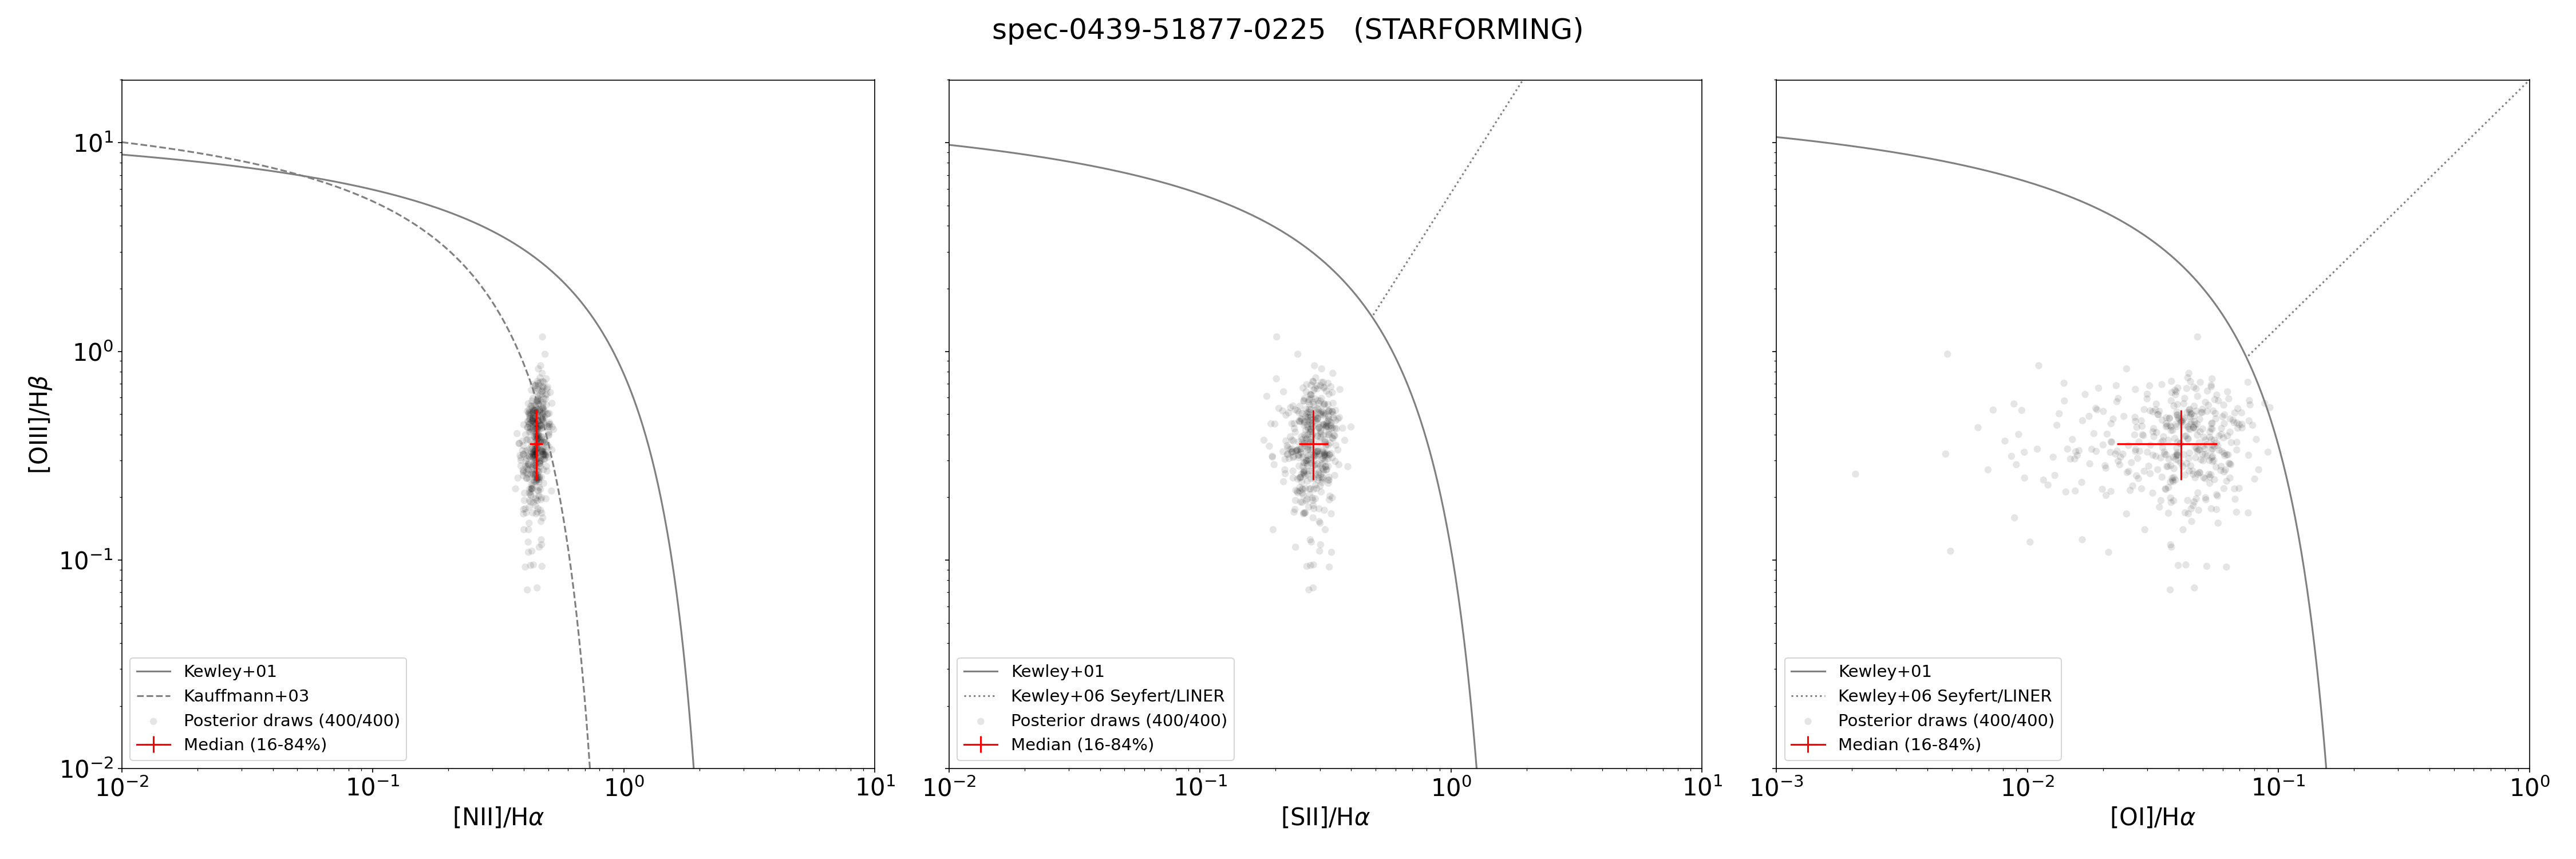 spec-0439-51877-0225 (STARFORMING)
[OIII]/Hβ
10¹
10⁰
10⁻¹
10⁻²
Kewley+01
Kauffmann+03
Posterior draws (400/400)
Median (16-84%)
10⁻² 10⁻¹ 10⁰ 10¹
[NII]/Hα
Kewley+01
Kewley+06 Seyfert/LINER
Posterior draws (400/400)
Median (16-84%)
10⁻² 10⁻¹ 10⁰ 10¹
[SII]/Hα
Kewley+01
Kewley+06 Seyfert/LINER
Posterior draws (400/400)
Median (16-84%)
10⁻³ 10⁻² 10⁻¹ 10⁰
[OI]/Hα